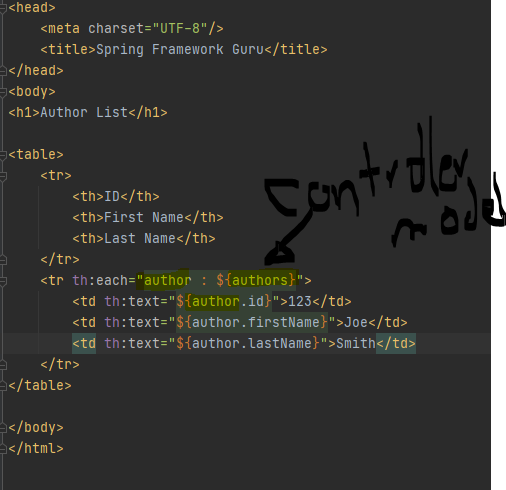 <head>
<meta charset="UTF-8"/>
<title>Spring Framework Guru</title>
</head>
<body>
<h1>Author List</h1>
<table>
<tr>
<th>ID</th>
<th>First Name</th>
<th>Last Name</th>
</tr>
<tr th:each="author : ${authors}">
<td th:text="${author.id}">123</td>
<td th:text="${author.firstName}">Joe</td>
<td th:text="${author.lastName}">Smith</td>
</tr>
</table>
</body>
</html>
Controller
model